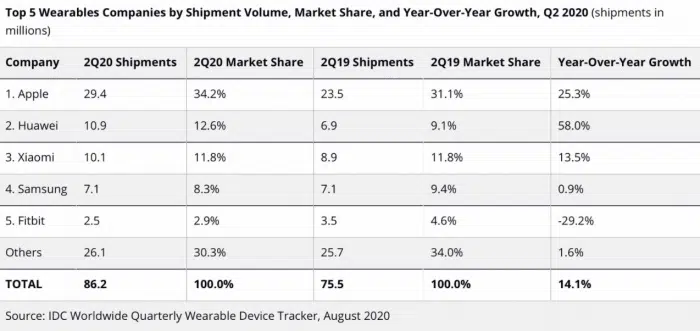 Top 5 Wearables Companies by Shipment Volume, Market Share, and Year-Over-Year Growth, Q2 2020 (shipments in
millions)
Company 2Q20 Shipments 2Q20 Market Share 2Q19 Shipments 2Q19 Market Share Year-Over-Year Growth
1. Apple 29.4 34.2% 23.5 31.1% 25.3%
2. Huawei 10.9 12.6% 6.9 9.1% 58.0%
3. Xiaomi 10.1 11.8% 8.9 11.8% 13.5%
4. Samsung 7.1 8.3% 7.1 9.4% 0.9%
5. Fitbit 2.5 2.9% 3.5 4.6% -29.2%
Others 26.1 30.3% 25.7 34.0% 1.6%
TOTAL 86.2 100.0% 75.5 100.0% 14.1%
Source: IDC Worldwide Quarterly Wearable Device Tracker, August 2020